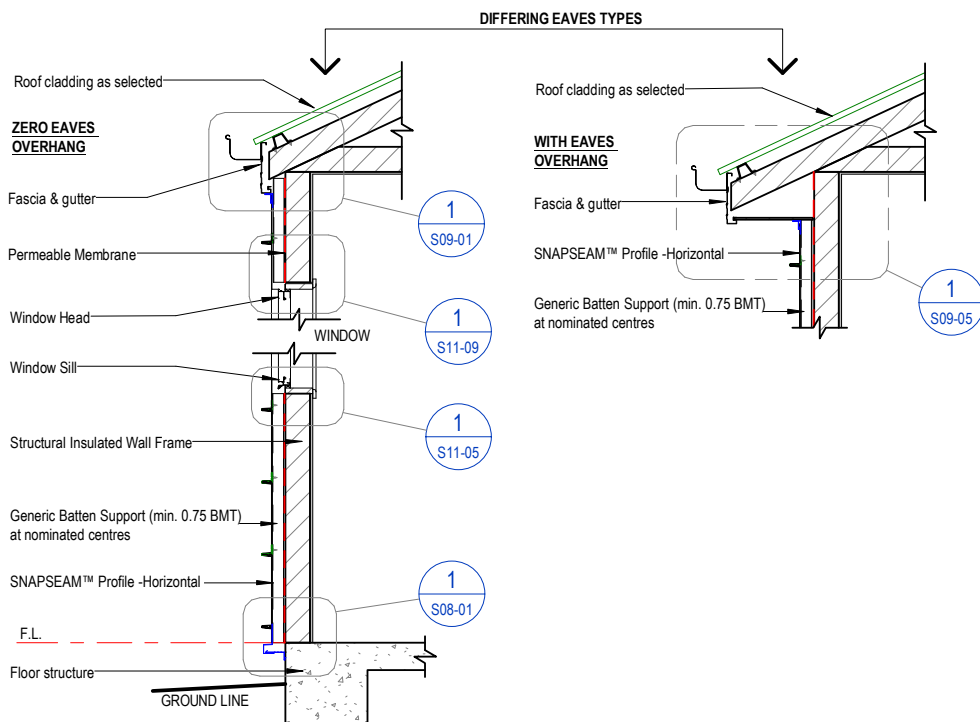 DIFFERING EAVES TYPES
Roof cladding as selected
ZERO EAVES
OVERHANG
Fascia & gutter
1
S09-01
Permeable Membrane
Window Head
1
S11-09
WINDOW
Window Sill
1
S11-05
Structural Insulated Wall Frame
Generic Batten Support (min. 0.75 BMT)
at nominated centres
SNAPSEAM™ Profile -Horizontal
1
S08-01
F.L.
Floor structure
GROUND LINE
Roof cladding as selected
WITH EAVES
OVERHANG
Fascia & gutter
SNAPSEAM™ Profile -Horizontal
1
S09-05
Generic Batten Support (min. 0.75 BMT)
at nominated centres